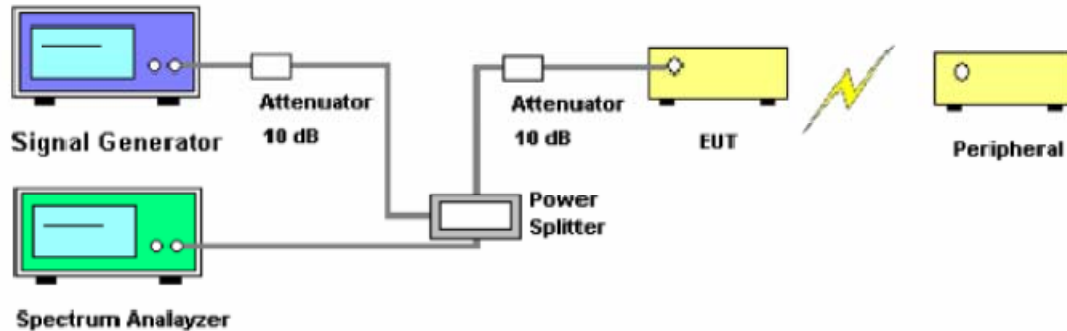 Signal Generator
Attenuator
10 dB
Attenuator
10 dB
EUT
Peripheral
Power
Splitter
Spectrum Analayzer